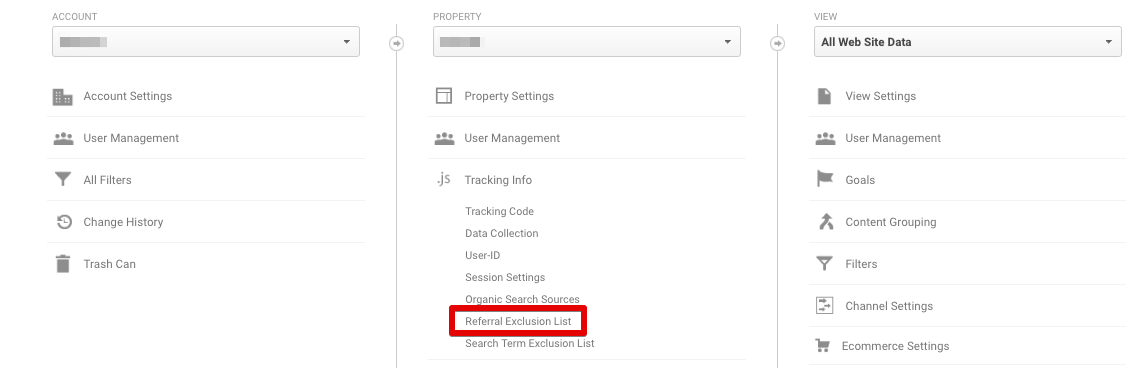 ACCOUNT
Account Settings
User Management
All Filters
Change History
Trash Can
PROPERTY
Property Settings
User Management
.js Tracking Info
Tracking Code
Data Collection
User-ID
Session Settings
Organic Search Sources
Referral Exclusion List
Search Term Exclusion List
VIEW
All Web Site Data
View Settings
User Management
Goals
Content Grouping
Filters
Channel Settings
Ecommerce Settings